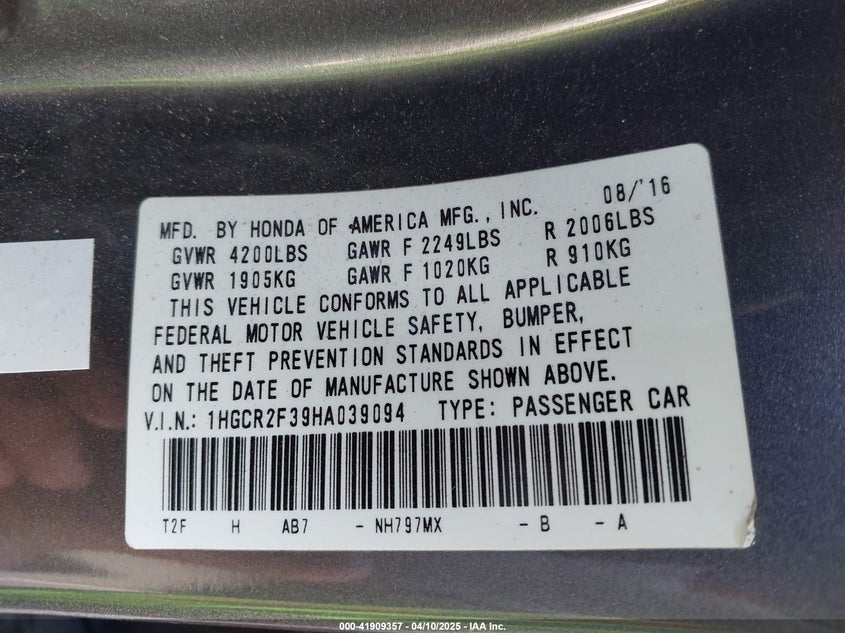 MFD. BY HONDA OF AMERICA MFG., INC. 08/'16
GVWR 4200LBS GAWR F 2249LBS R 2006LBS
GVWR 1905KG GAWR F 1020KG R 910KG
THIS VEHICLE CONFORMS TO ALL APPLICABLE
FEDERAL MOTOR VEHICLE SAFETY, BUMPER,
AND THEFT PREVENTION STANDARDS IN EFFECT
ON THE DATE OF MANUFACTURE SHOWN ABOVE.
V.I.N.: 1HGCR2F39HA039094 TYPE: PASSENGER CAR
T2F H AB7 - NH797MX - B - A
000-41909357 - 04/10/2025 - IAA Inc.